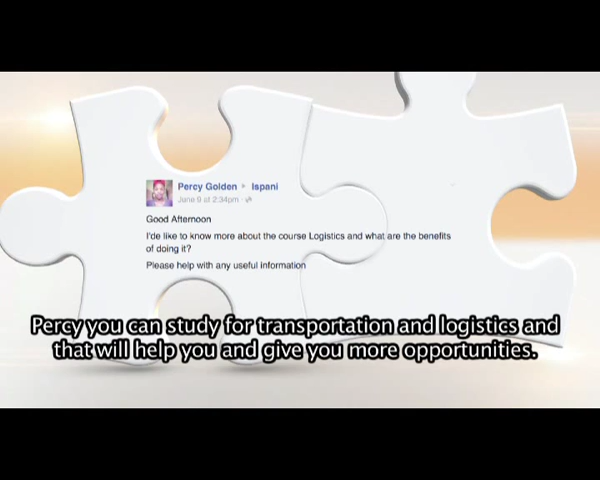 Percy Golden ▸ Ispani
June 9 at 2:34pm ·
Good Afternoon
I'de like to know more about the course Logistics and what are the benefits
of doing it?
Please help with any useful information
Percy you can study for transportation and logistics and
that will help you and give you more opportunities.